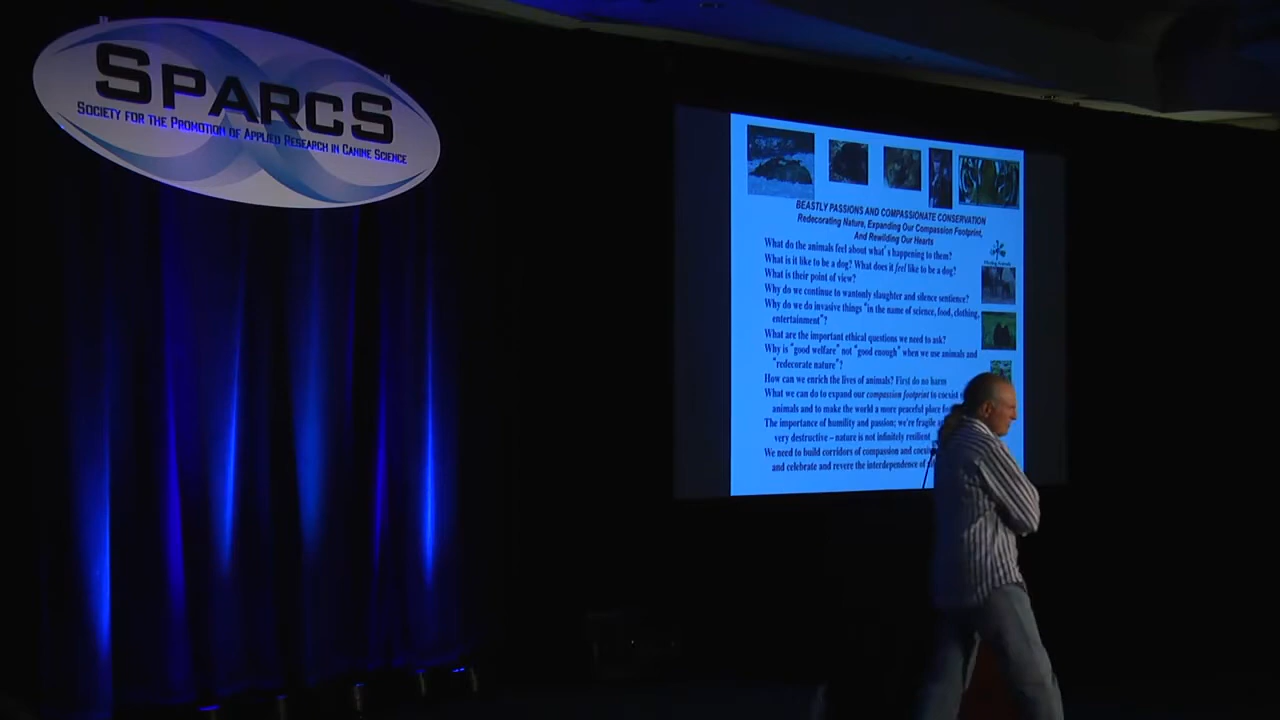 SPARCS
SOCIETY FOR THE PROMOTION OF APPLIED RESEARCH IN CANINE SCIENCE
BEASTLY PASSIONS AND COMPASSIONATE CONSERVATION
Redecorating Nature, Expanding Our Compassion Footprint,
And Rewilding Our Hearts
What do the animals feel about what's happening to them?
What is it like to be a dog? What does it feel like to be a dog?
What is their point of view?
Why do we continue to wantonly slaughter and silence sentience?
Why do we do invasive things "in the name of science, food, clothing,
entertainment"?
What are the important ethical questions we need to ask?
Why is "good welfare" not "good enough" when we use animals and
"redecorate nature"?
How can we enrich the lives of animals? First do no harm
What we can do to expand our compassion footprint to coexist
animals and to make the world a more peaceful place
The importance of humility and passion; we're fragile
very destructive – nature is not infinitely resilient
We need to build corridors of compassion and
and celebrate and revere the interdependence of